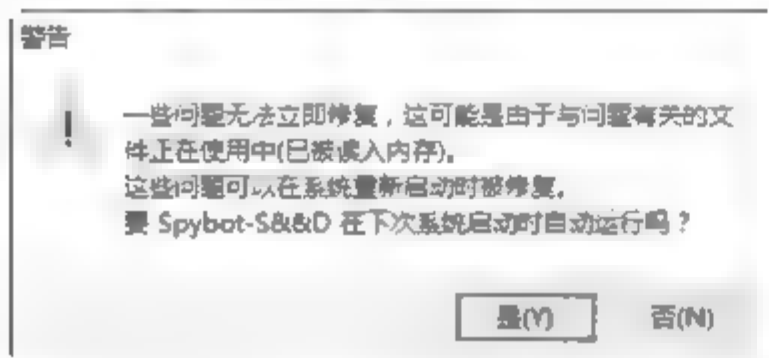 警告
一些问题无法立即修复，这可能是由于与问题有关的文
件正在使用中(已被读入内存)。
这些问题可以在系统重新启动时被修复。
要 Spybot-S&&D 在下次系统启动时自动运行吗？
是(Y)
否(N)